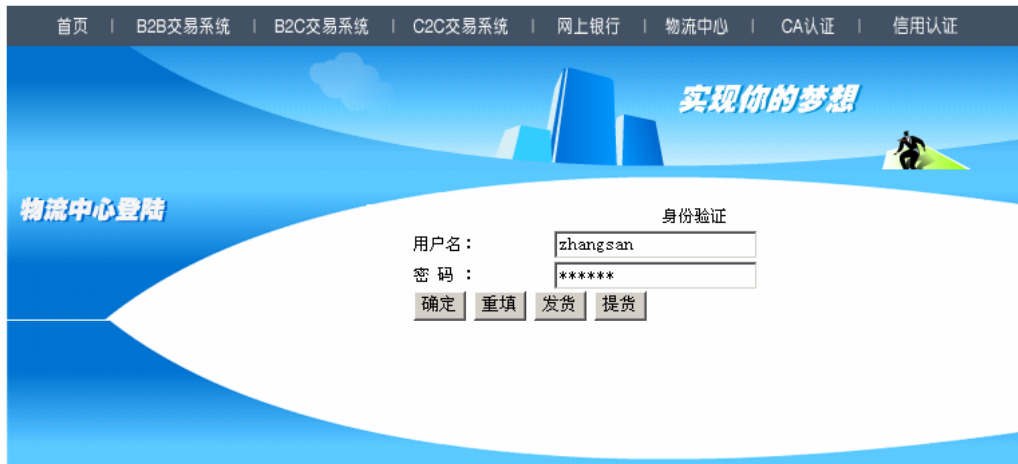 首页 | B2B交易系统 | B2C交易系统 | C2C交易系统 | 网上银行 | 物流中心 | CA认证 | 信用认证
实现你的梦想
物流中心登陆
身份验证
用户名： zhangsan
密 码 ： ******
确定 重填 发货 提货